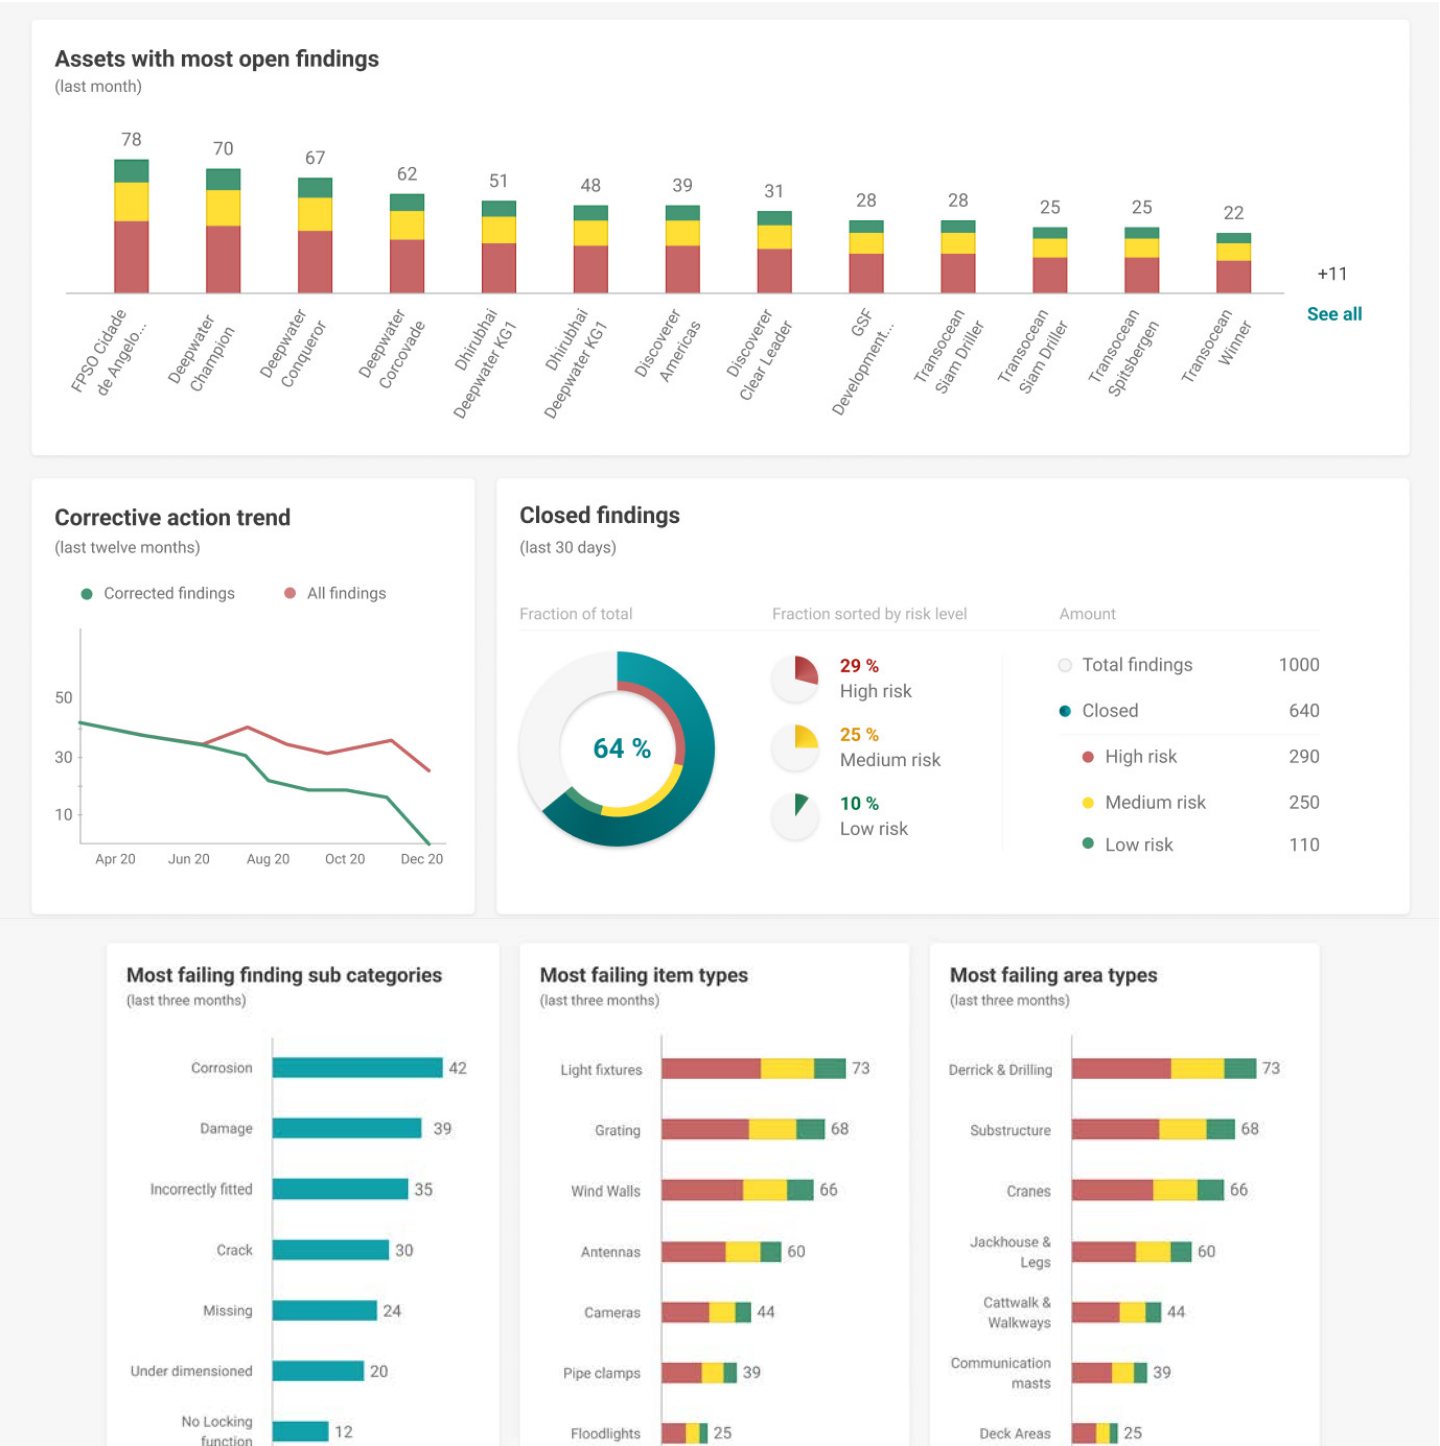 Assets with most open findings
(last month)
78
70
67
62
51
48
39
31
28
28
25
25
22
FPSO Cidade
de Angelo...
Deepwater
Champion
Deepwater
Conqueror
Deepwater
Corcovade
Dhirubhai
Deepwater KG1
Dhirubhai
Deepwater KG1
Discoverer
Americas
Discoverer
Clear Leader
GSF
Development...
Transocean
Siam Driller
Transocean
Siam Driller
Transocean
Spitsbergen
Transocean
Winner
+11
See all
Corrective action trend
(last twelve months)
Corrected findings
All findings
50
30
10
Apr 20
Jun 20
Aug 20
Oct 20
Dec 20
Closed findings
(last 30 days)
Fraction of total
64 %
Fraction sorted by risk level
29 %
High risk
25 %
Medium risk
10 %
Low risk
Amount
Total findings 1000
Closed 640
High risk 290
Medium risk 250
Low risk 110
Most failing finding sub categories
(last three months)
Corrosion 42
Damage 39
Incorrectly fitted 35
Crack 30
Missing 24
Under dimensioned 20
No Locking
function
12
Most failing item types
(last three months)
Light fixtures 73
Grating 68
Wind Walls 66
Antennas 60
Cameras 44
Pipe clamps 39
Floodlights 25
Most failing area types
(last three months)
Derrick & Drilling 73
Substructure 68
Cranes 66
Jackhouse &
Legs
60
Cattwalk &
Walkways
44
Communication
masts
39
Deck Areas 25